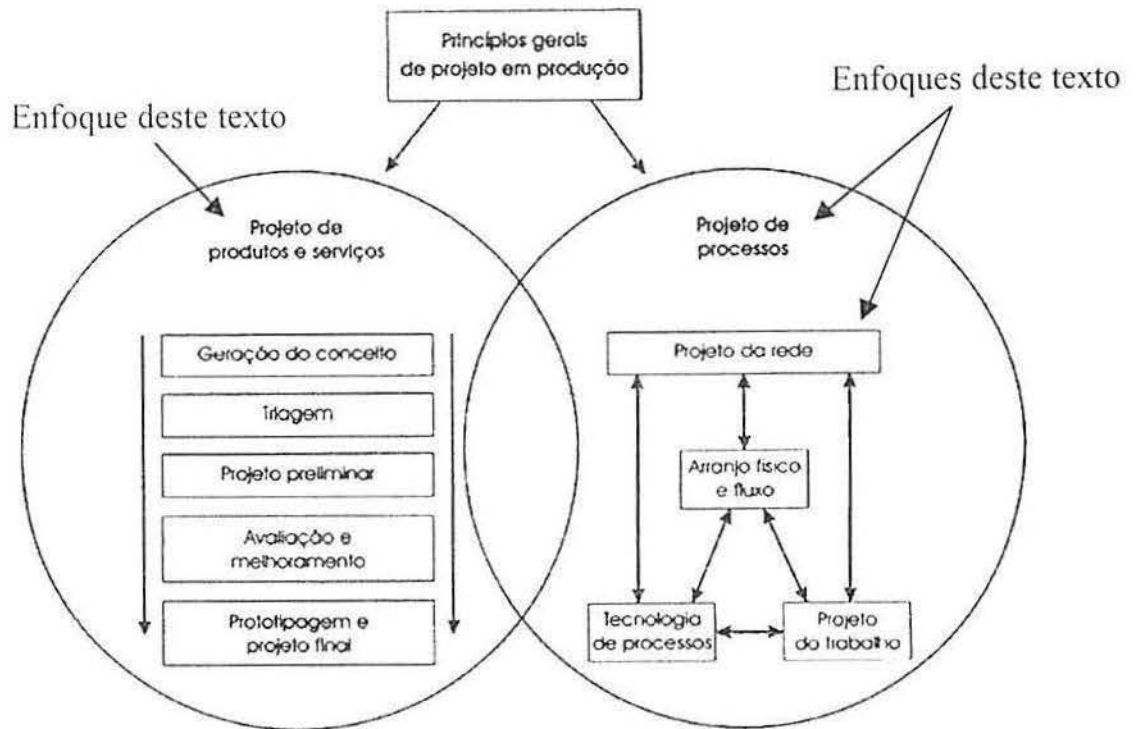 Princípios gerais
de projeto em produção
Enfoques deste texto
Enfoque deste texto
Projeto de
produtos e serviços
Geração do conceito
Triagem
Projeto preliminar
Avaliação e
melhoramento
Prototipagem e
projeto final
Projeto de
processos
Projeto da rede
Arranjo físico
e fluxo
Tecnologia
de processos
Projeto
do trabalho